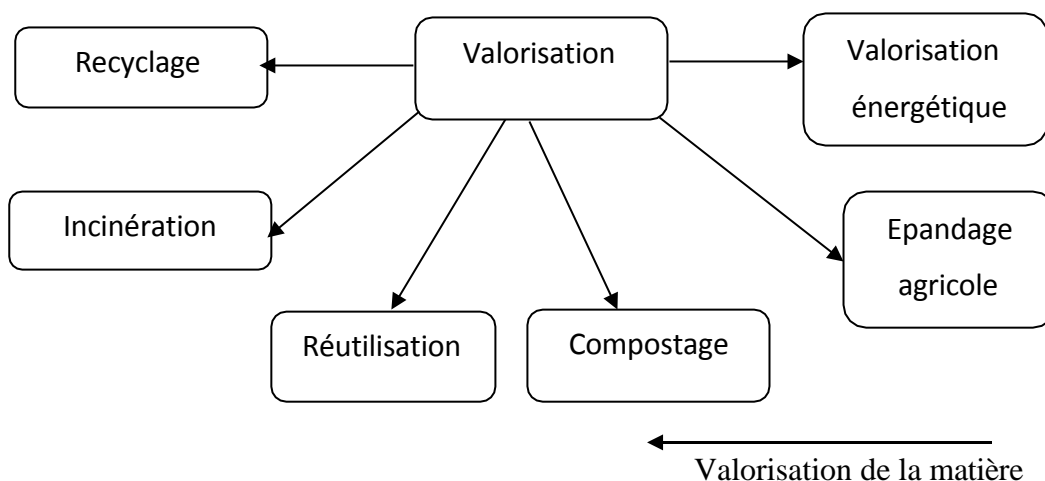 Recyclage
Valorisation
Valorisation
énergétique
Incinération
Epandage
agricole
Réutilisation
Compostage
Valorisation de la matière